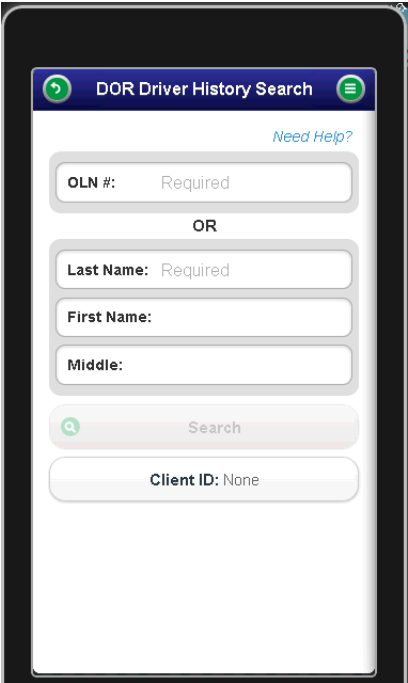 DOR Driver History Search
Need Help?
OLN #: Required
OR
Last Name: Required
First Name:
Middle:
Search
Client ID: None